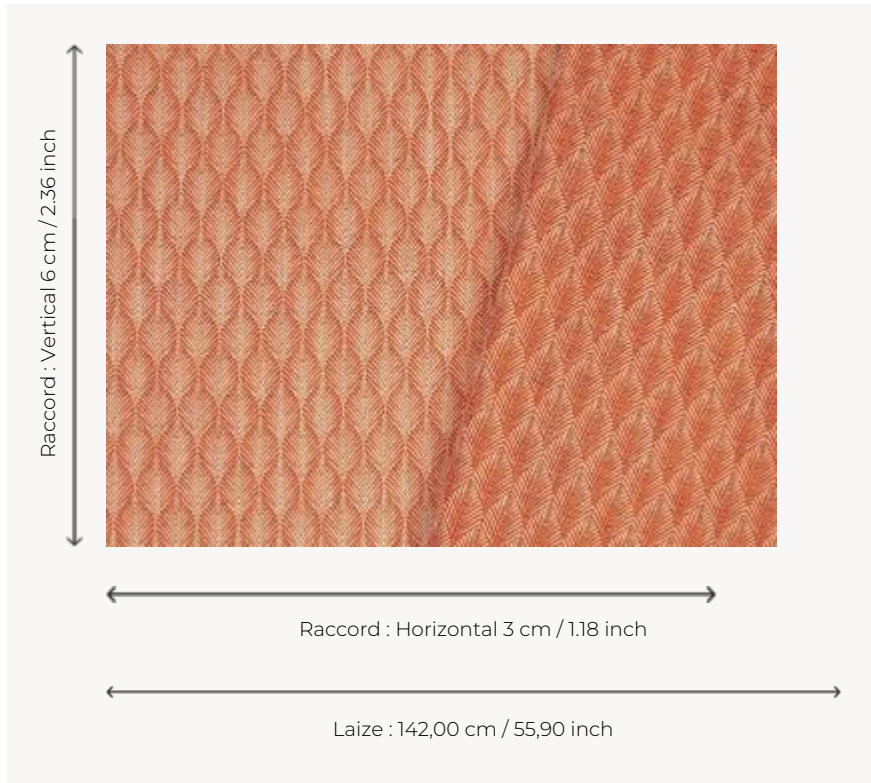 Raccord : Vertical 6 cm / 2.36 inch
Raccord : Horizontal 3 cm / 1.18 inch
Laize : 142,00 cm / 55,90 inch